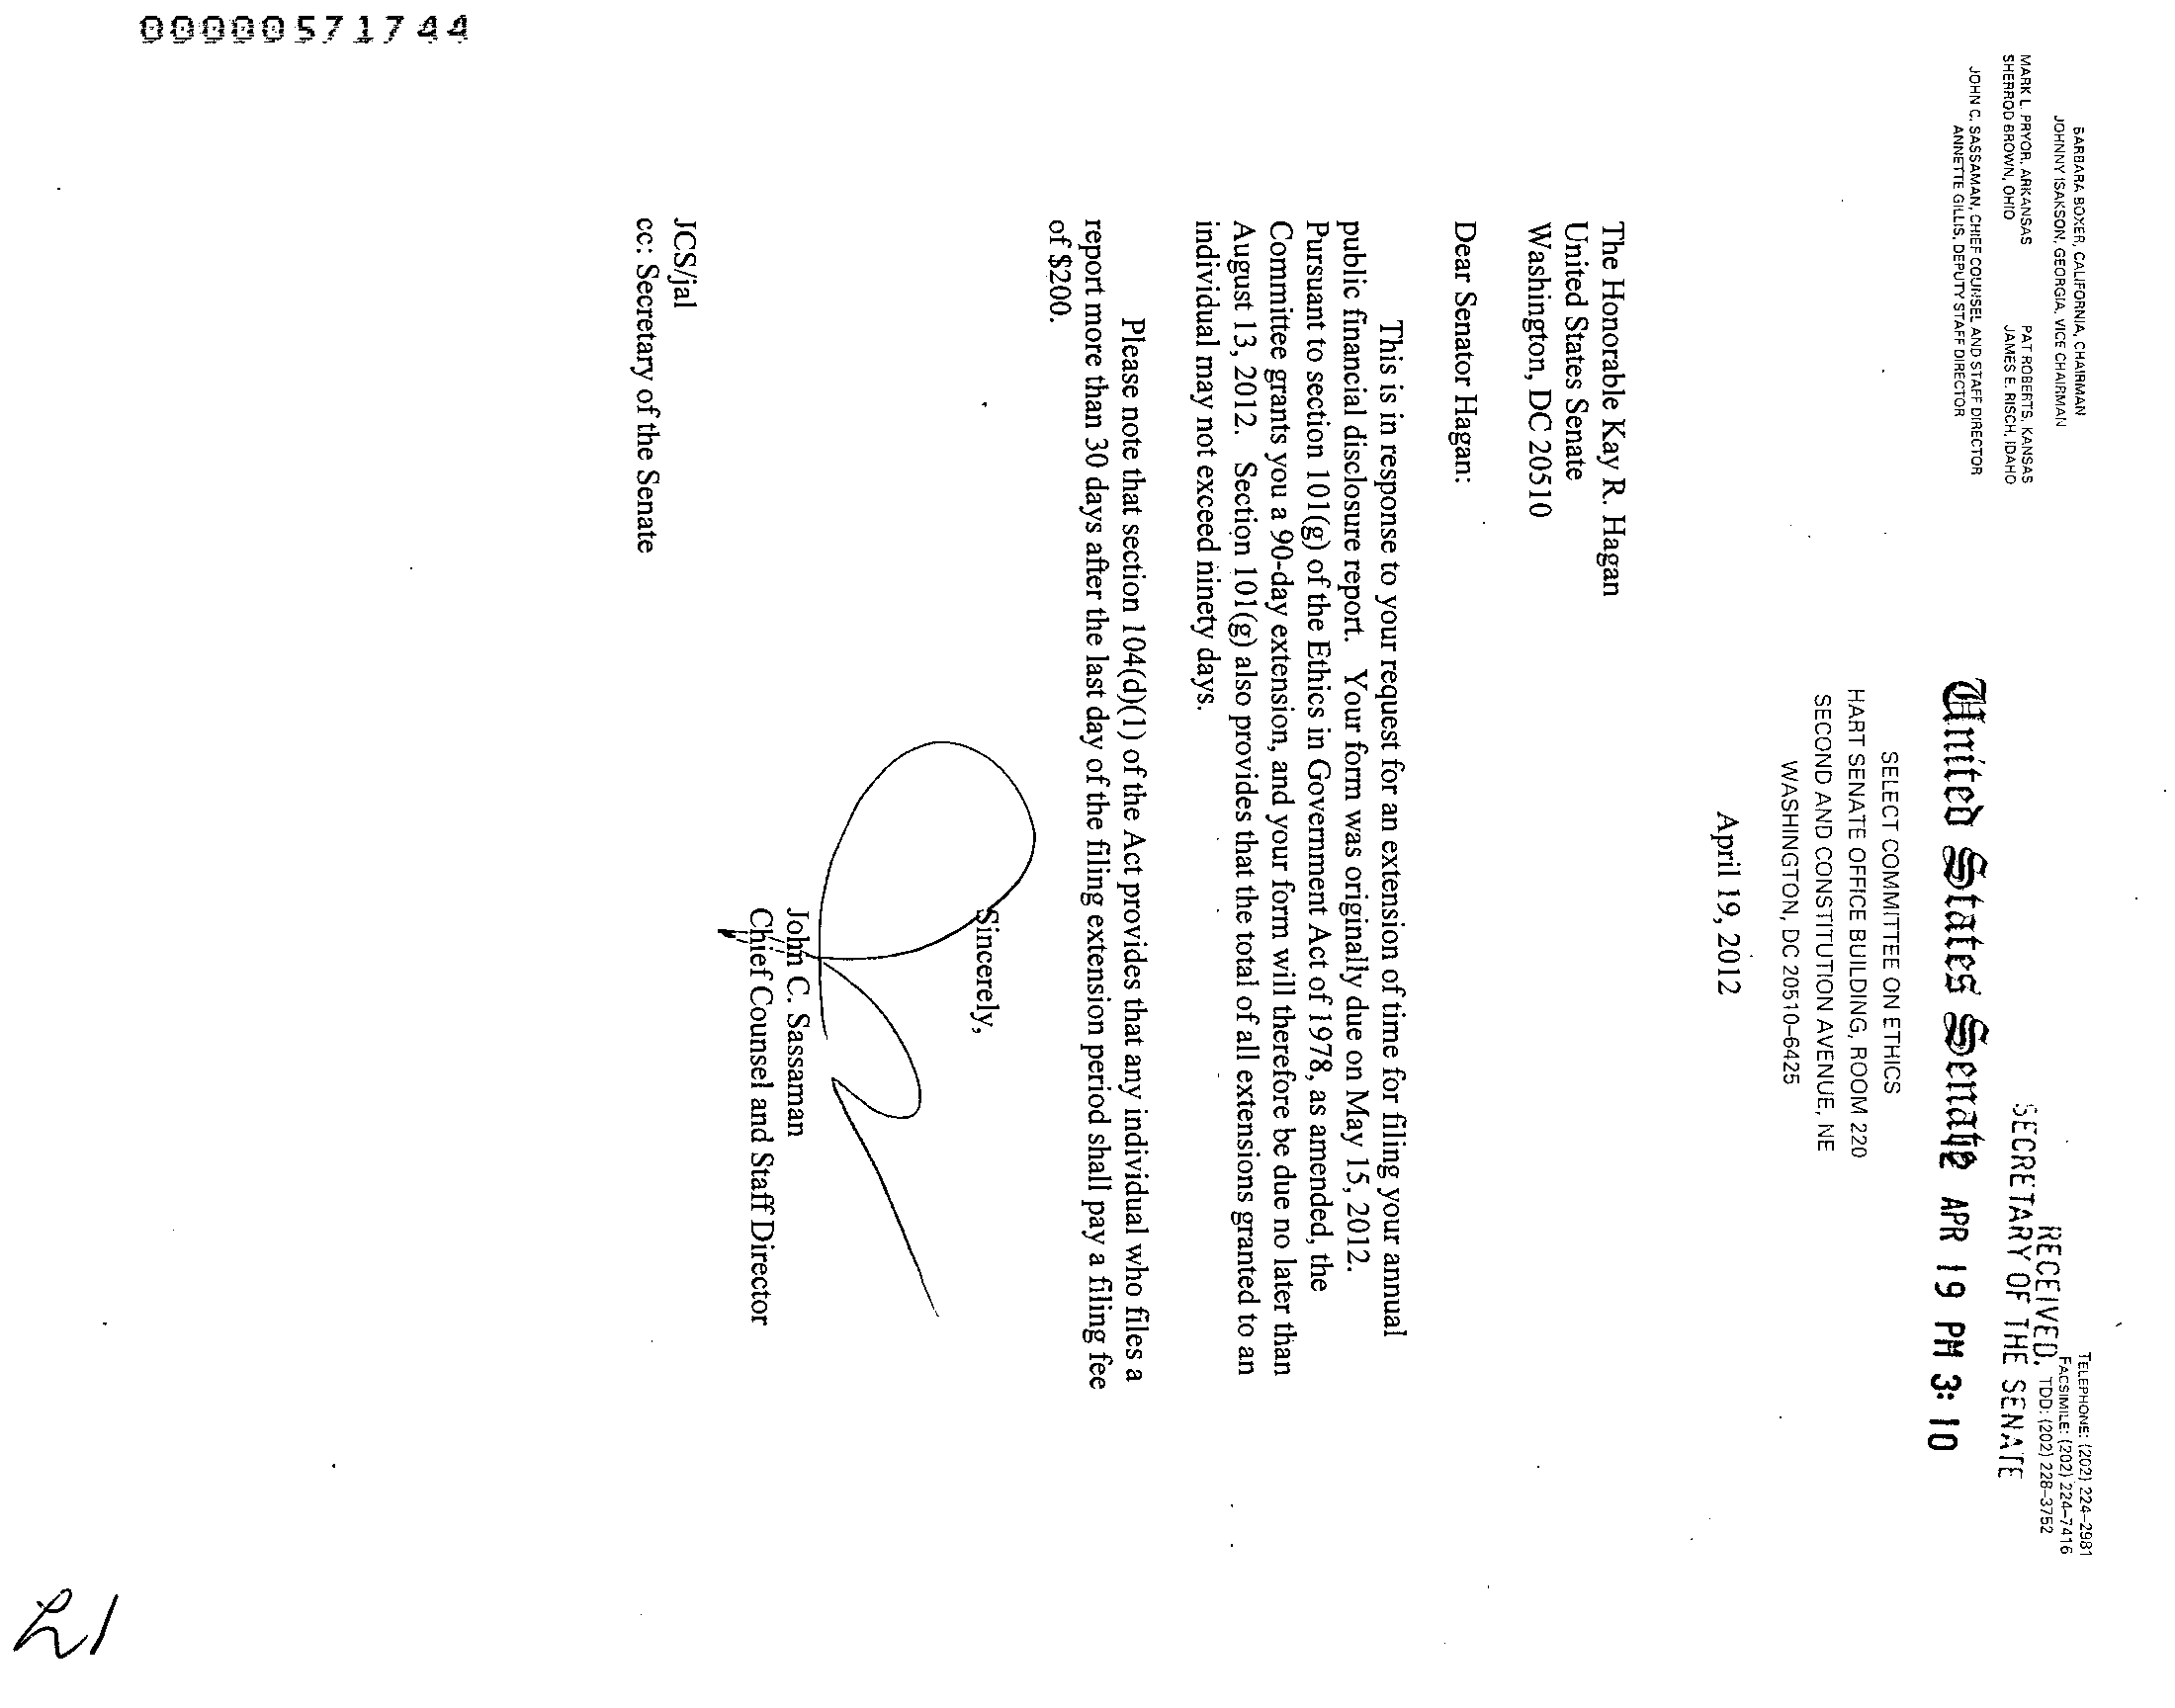 00000571744
BARBARA BOXER, CALIFORNIA, CHAIRMAN
JOHNNY ISAKSON, GEORGIA, VICE CHAIRMAN
MARK L. PRYOR, ARKANSAS PAT ROBERTS, KANSAS
SHERROD BROWN, OHIO JAMES E. RISCH, IDAHO
JOHN C. SASSAMAN, CHIEF COUNSEL AND STAFF DIRECTOR
ANNETTE GILLIS, DEPUTY STAFF DIRECTOR
TELEPHONE: (202) 224-2981
FACSIMILE: (202) 224-7416
TDD: (202) 228-3752
RECEIVED
SECRETARY OF THE SENATE
United States Senate
12 APR 19 PM 3:10
SELECT COMMITTEE ON ETHICS
HART SENATE OFFICE BUILDING, ROOM 220
SECOND AND CONSTITUTION AVENUE, NE
WASHINGTON, DC 20510-6425
April 19, 2012
The Honorable Kay R. Hagan
United States Senate
Washington, DC 20510
Dear Senator Hagan:
This is in response to your request for an extension of time for filing your annual
public financial disclosure report. Your form was originally due on May 15, 2012.
Pursuant to section 101(g) of the Ethics in Government Act of 1978, as amended, the
Committee grants you a 90-day extension, and your form will therefore be due no later than
August 13, 2012. Section 101(g) also provides that the total of all extensions granted to an
individual may not exceed ninety days.
Please note that section 104(d)(1) of the Act provides that any individual who files a
report more than 30 days after the last day of the filing extension period shall pay a filing fee
of $200.
Sincerely,
John C. Sassaman
Chief Counsel and Staff Director
JCS/jal
cc: Secretary of the Senate